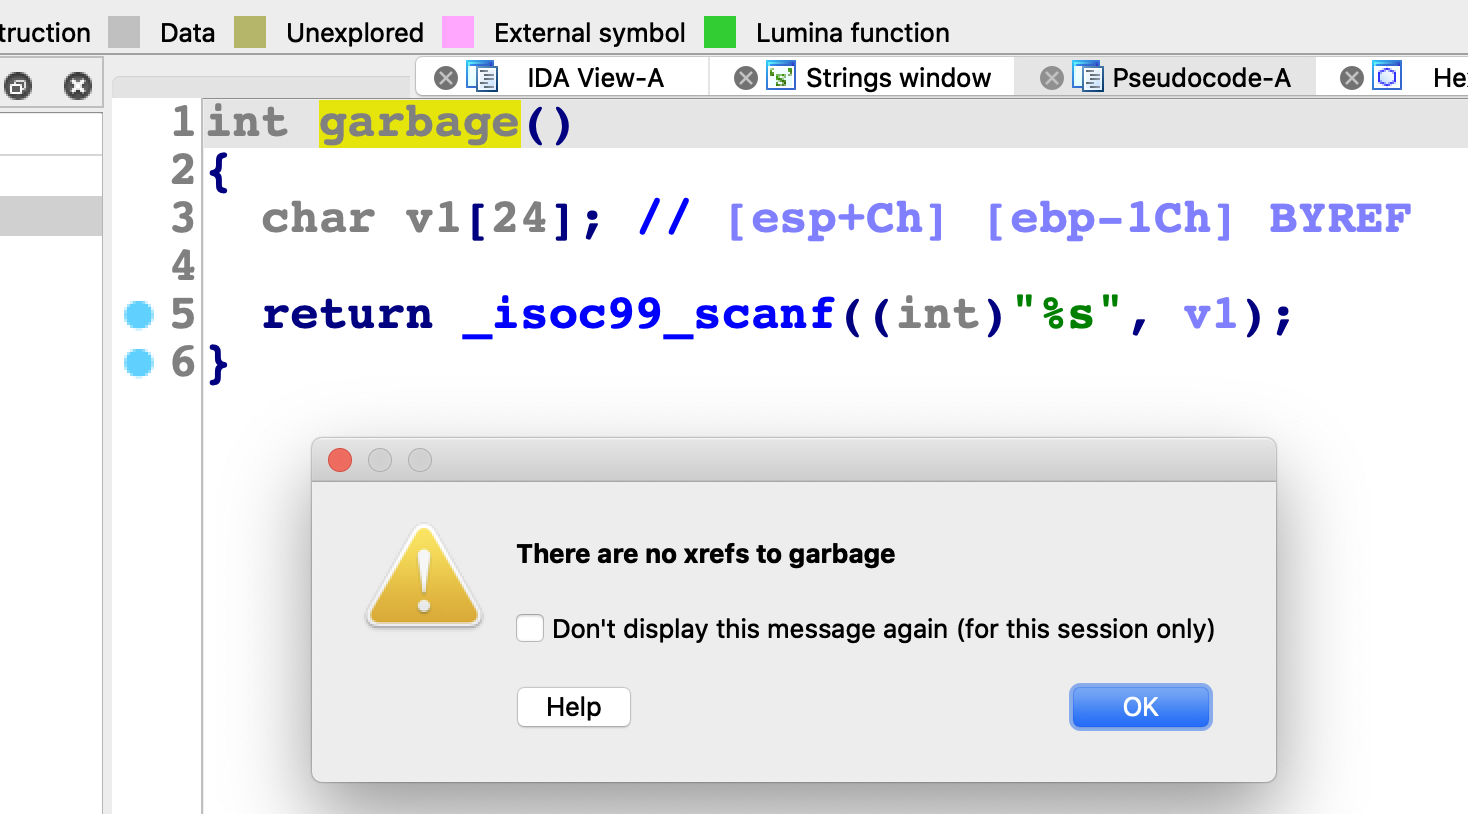 truction Data Unexplored External symbol Lumina function
IDA View-A Strings window Pseudocode-A He
1 int garbage()
2 {
3 char v1[24]; // [esp+Ch] [ebp-1Ch] BYREF
4
5 return _isoc99_scanf((int)"%s", v1);
6 }
There are no xrefs to garbage
Don't display this message again (for this session only)
Help OK